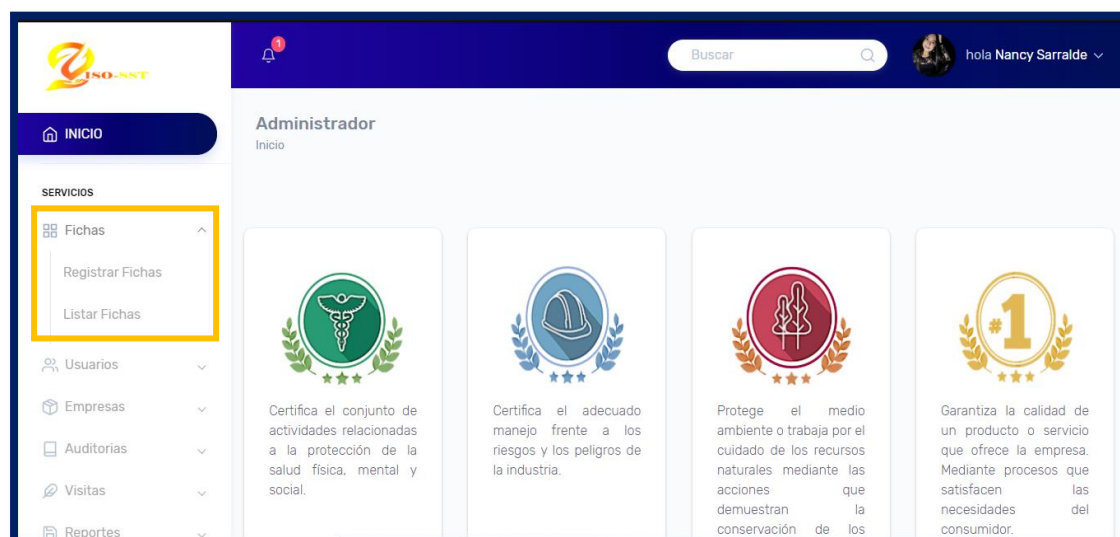 ISO-SST
1
Buscar
hola Nancy Sarralde
INICIO
Administrador
Inicio
SERVICIOS
Fichas
Registrar Fichas
Listar Fichas
Usuarios
Empresas
Auditorias
Visitas
Reportes
Certifica el conjunto de
actividades relacionadas
a la protección de la
salud física, mental y
social.
Certifica el adecuado
manejo frente a los
riesgos y los peligros de
la industria.
Protege el medio
ambiente o trabaja por el
cuidado de los recursos
naturales mediante las
acciones que
demuestran la
conservación de los
#1
Garantiza la calidad de
un producto o servicio
que ofrece la empresa.
Mediante procesos que
satisfacen las
necesidades del
consumidor.